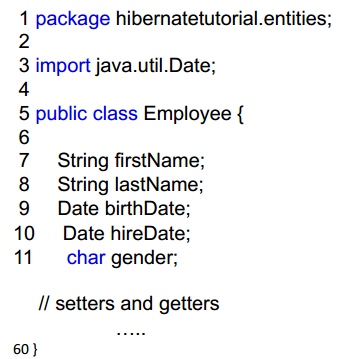 1 package hibernatetutorial.entities;
2
3 import java.util.Date;
4
5 public class Employee {
6
7 String firstName;
8 String lastName;
9 Date birthDate;
10 Date hireDate;
11 char gender;
// setters and getters
.....
60 }